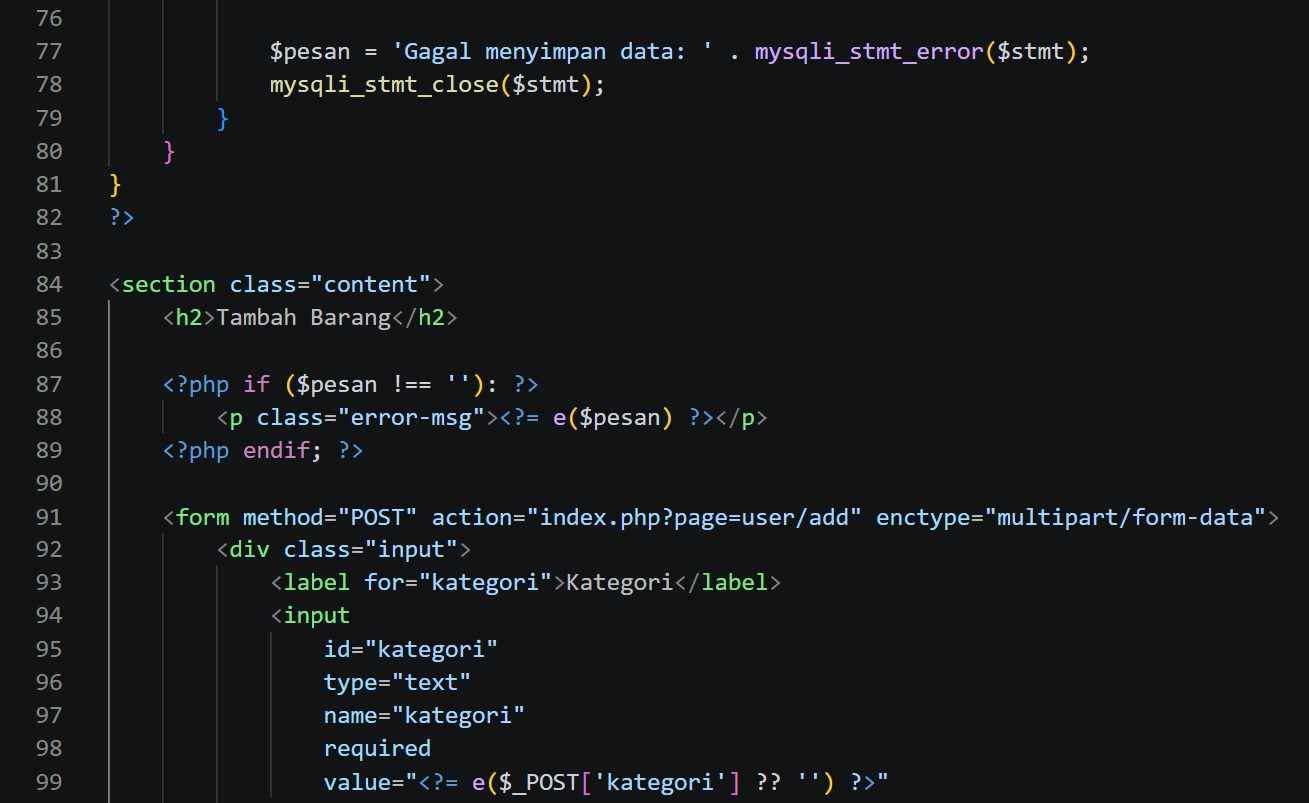 76
77 $pesan = 'Gagal menyimpan data: ' . mysqli_stmt_error($stmt);
78 mysqli_stmt_close($stmt);
79 }
80 }
81 }
82 ?>
83
84 <section class="content">
85 <h2>Tambah Barang</h2>
86
87 <?php if ($pesan !== ''): ?>
88 <p class="error-msg"><?= e($pesan) ?></p>
89 <?php endif; ?>
90
91 <form method="POST" action="index.php?page=user/add" enctype="multipart/form-data">
92 <div class="input">
93 <label for="kategori">Kategori</label>
94 <input
95 id="kategori"
96 type="text"
97 name="kategori"
98 required
99 value="<?= e($_POST['kategori'] ?? '') ?>"